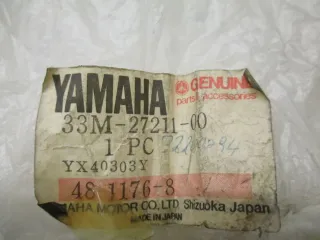 YAMAHA GENUINE
parts & Accessories
33M-27211-00
1 PC
YX40303Y
48 1176-8
YAMAHA MOTOR CO., LTD. Shizuoka Japan
MADE IN JAPAN